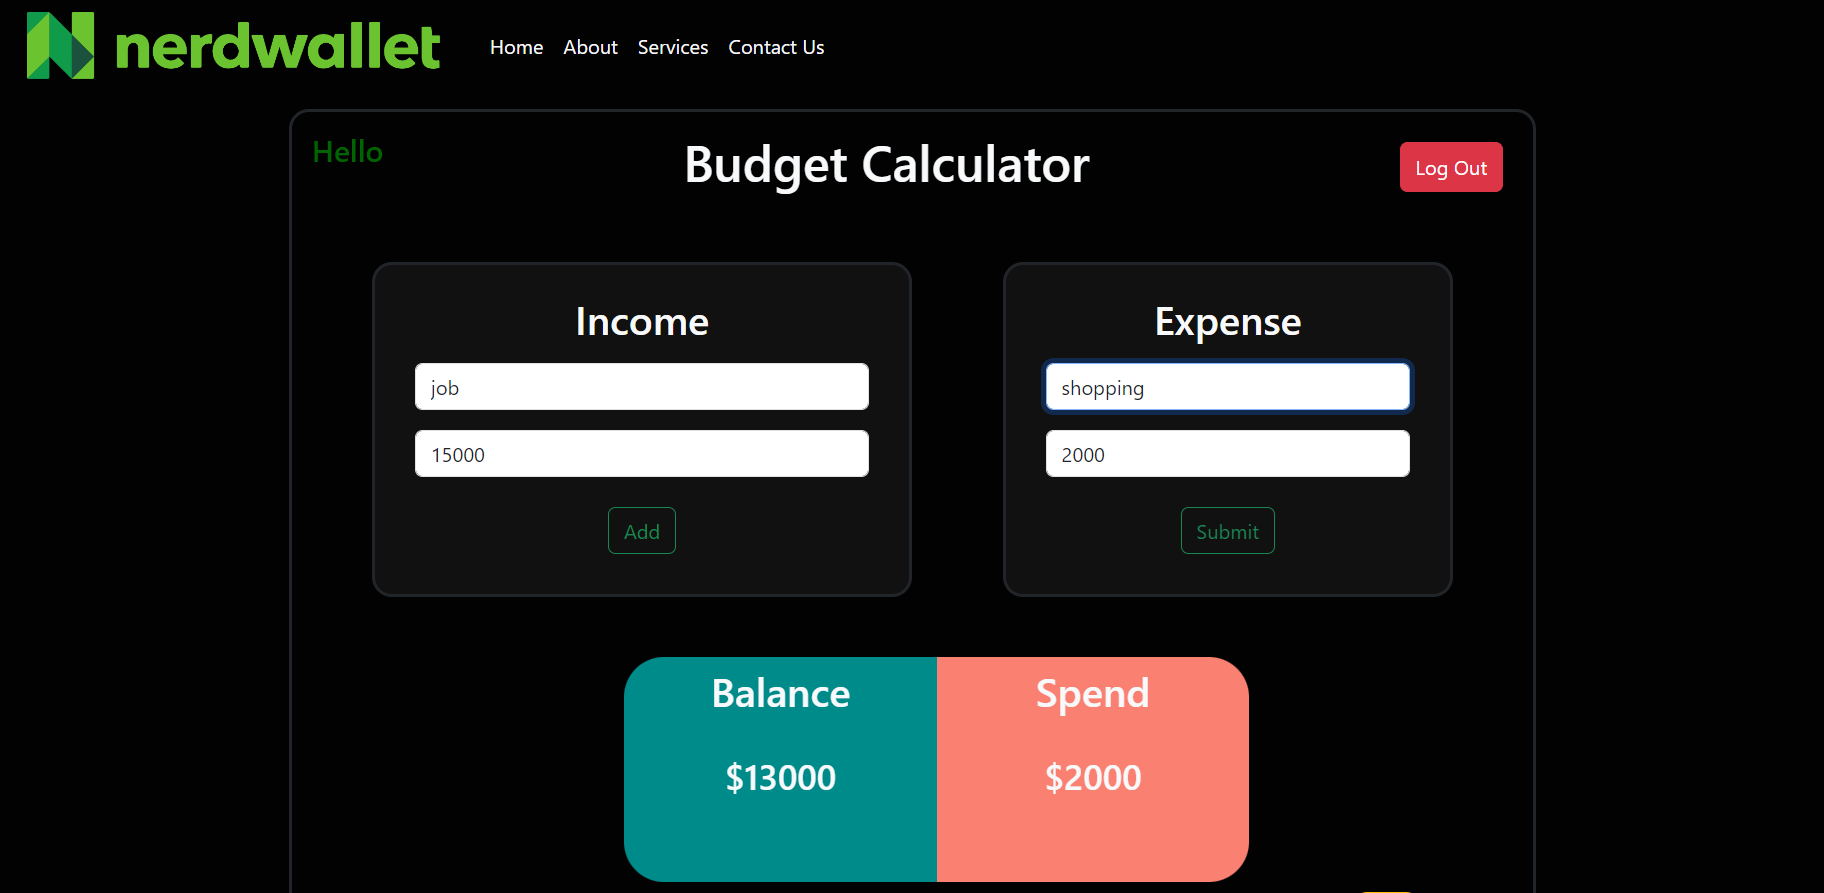 nerdwallet
Home About Services Contact Us
Hello
Budget Calculator
Log Out
Income
job
15000
Add
Expense
shopping
2000
Submit
Balance
$13000
Spend
$2000